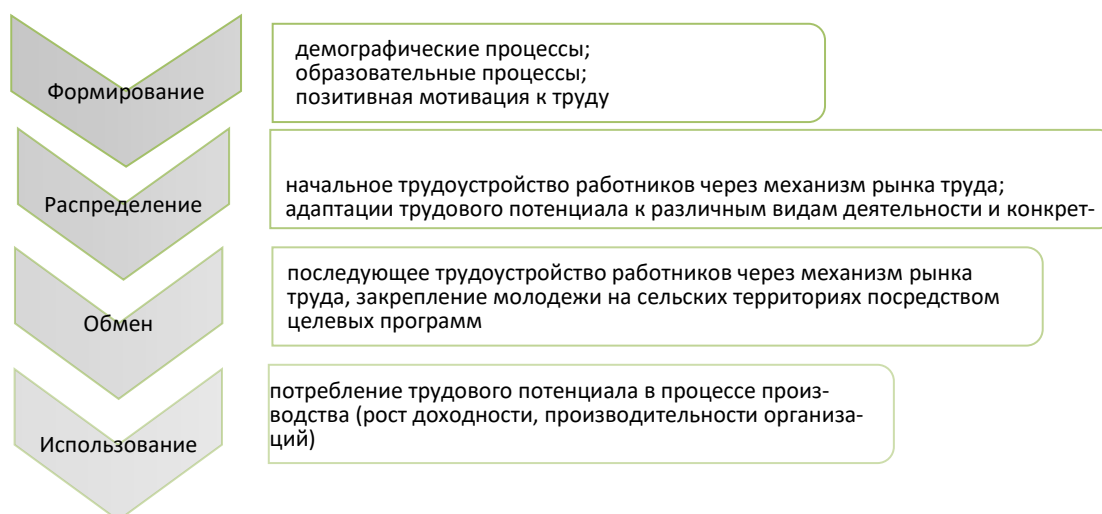 Формирование
демографические процессы;
образовательные процессы;
позитивная мотивация к труду
Распределение
начальное трудоустройство работников через механизм рынка труда;
адаптации трудового потенциала к различным видам деятельности и конкрет-
Обмен
последующее трудоустройство работников через механизм рынка
труда, закрепление молодежи на сельских территориях посредством
целевых программ
Использование
потребление трудового потенциала в процессе произ-
водства (рост доходности, производительности организа-
ций)